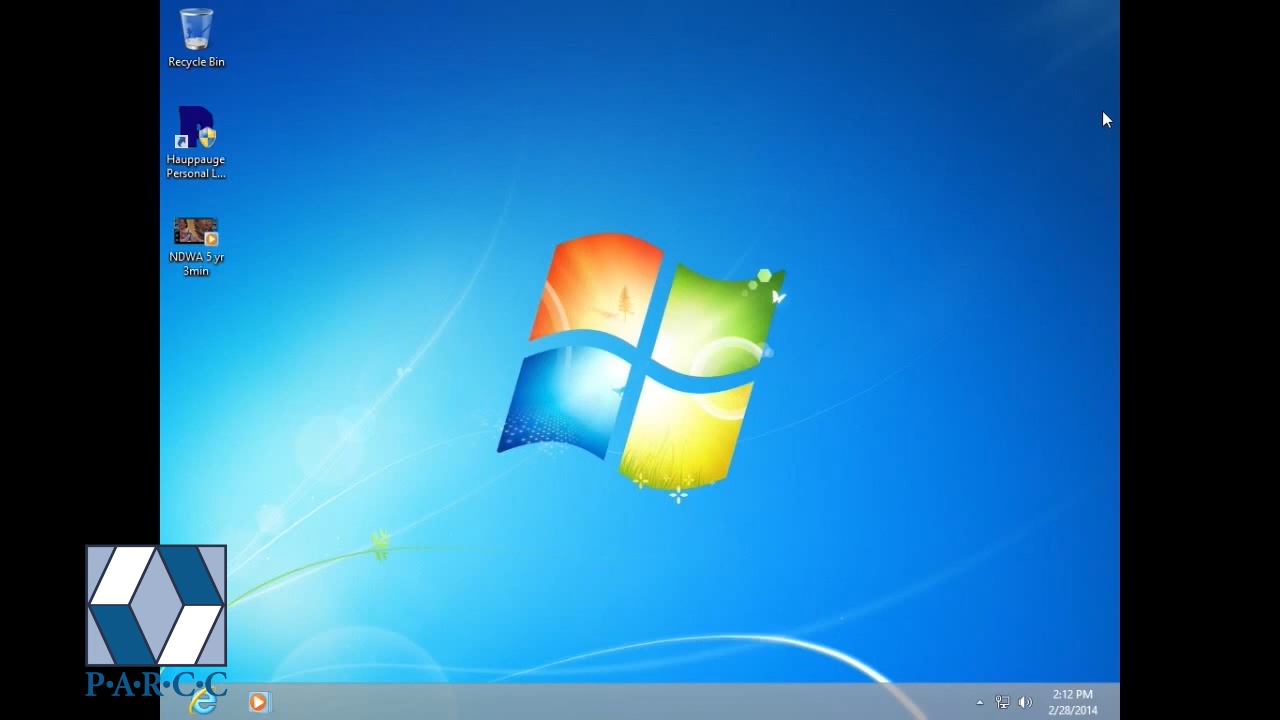 Recycle Bin
Hauppauge
Personal L...
NDWA 5 yr
3min
P·A·R·C·C
2:12 PM
2/28/2014